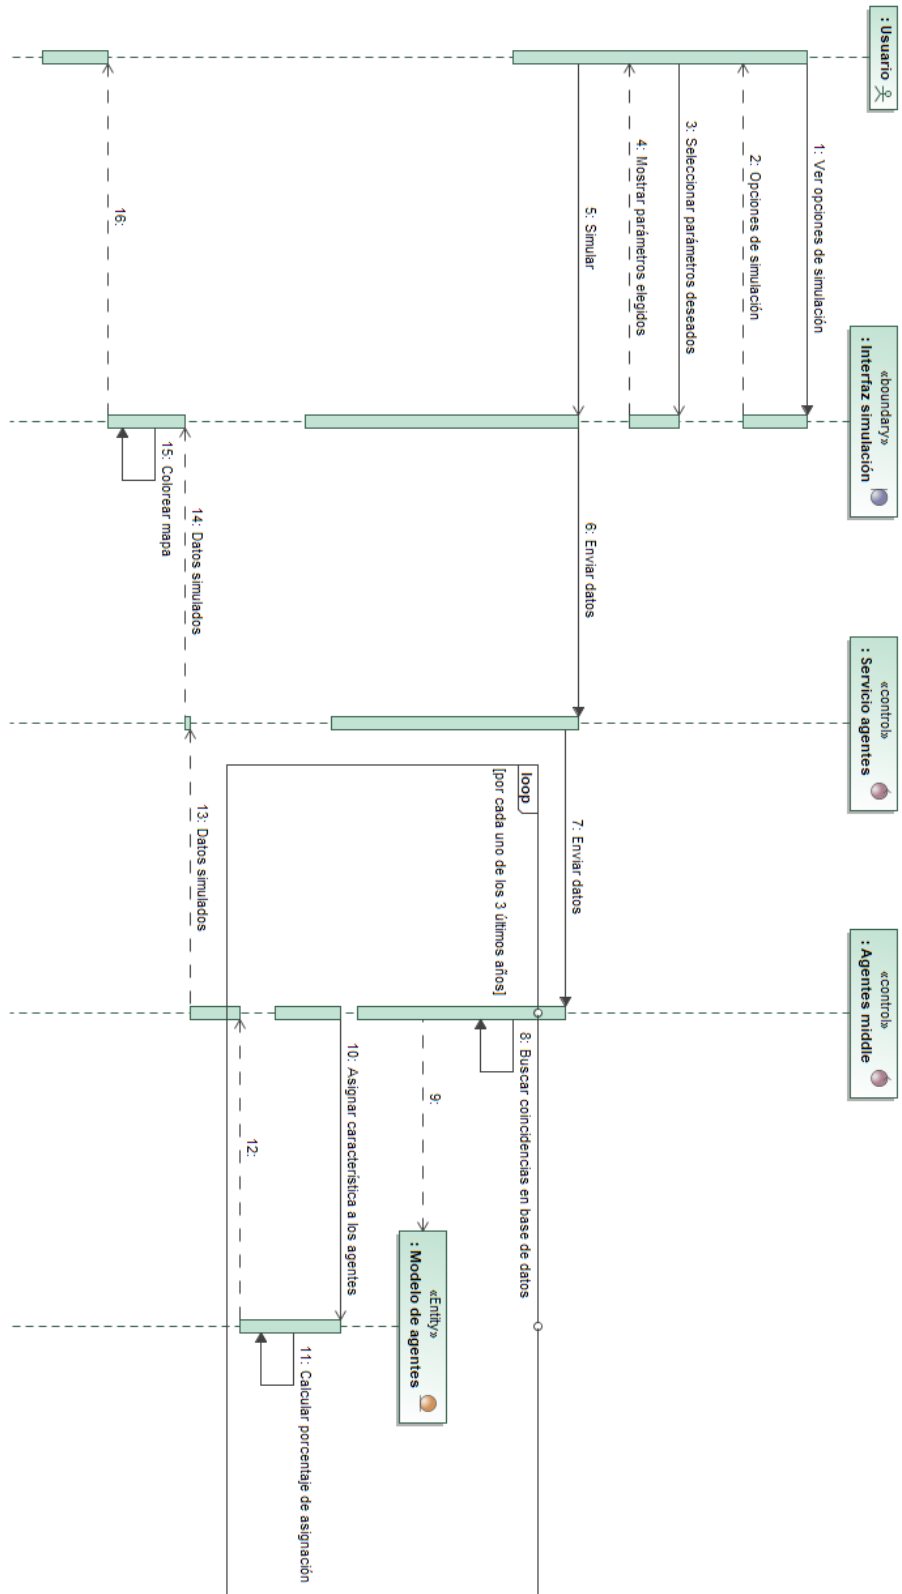 : Usuario
«boundary»
: Interfaz simulación
«control»
: Servicio agentes
«control»
: Agentes middle
1: Ver opciones de simulación
2: Opciones de simulación
3: Seleccionar parámetros deseados
4: Mostrar parámetros elegidos
5: Simular
6: Enviar datos
7: Enviar datos
loop
[por cada uno de los 3 últimos años]
8: Buscar coincidencias en base de datos
9:
«Entity»
: Modelo de agentes
10: Asignar característica a los agentes
11: Calcular porcentaje de asignación
12:
13: Datos simulados
14: Datos simulados
15: Colorear mapa
16: